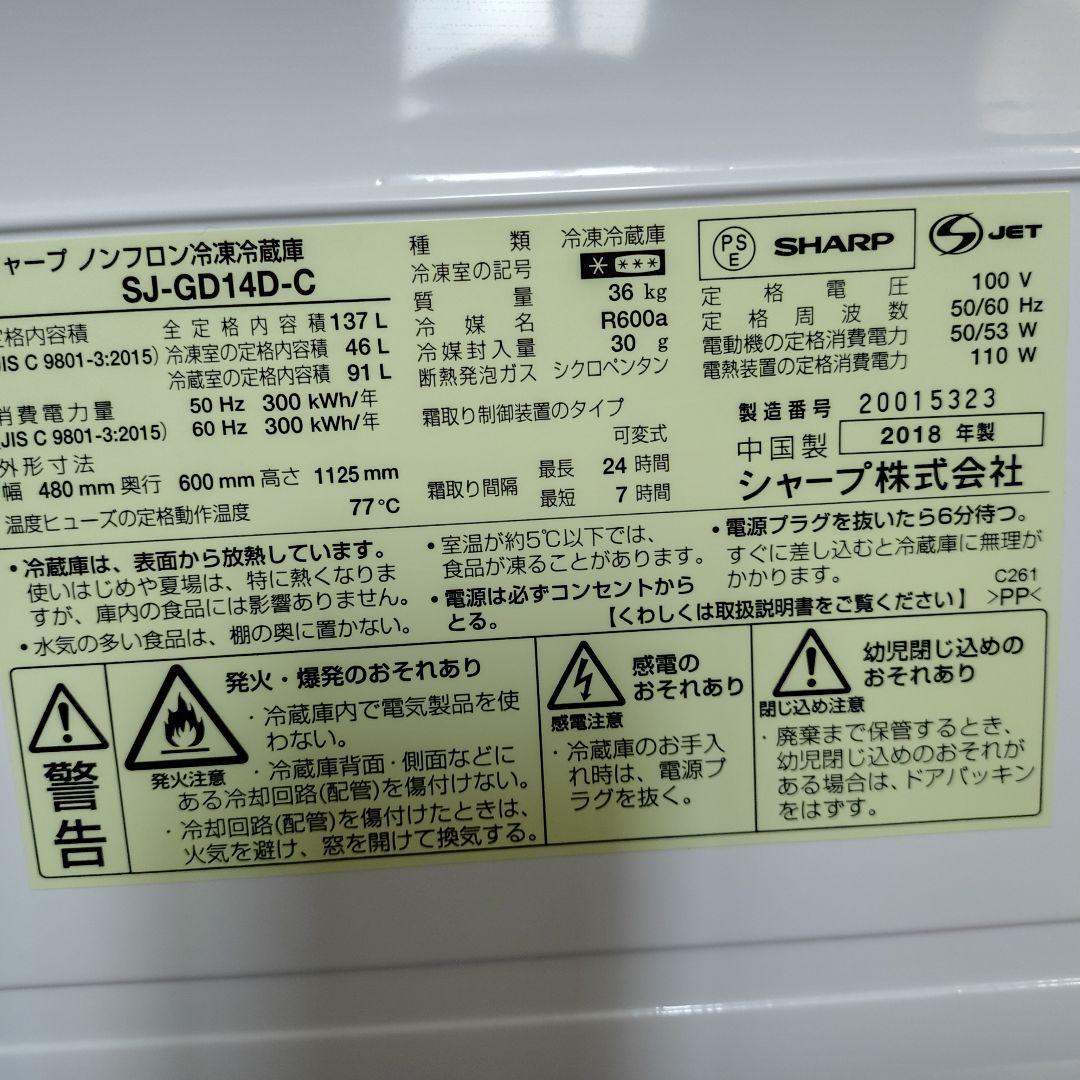 ャープ ノンフロン冷凍冷蔵庫
SJ-GD14D-C
格内容積 全定格内容積 137 L
JIS C 9801-3:2015) 冷凍室の定格内容積 46 L
冷蔵室の定格内容積 91 L
消費電力量 50 Hz 300 kWh/年
(JIS C 9801-3:2015) 60 Hz 300 kWh/年
外形寸法
幅 480 mm 奥行 600 mm 高さ 1125 mm
温度ヒューズの定格動作温度 77℃
種類 冷凍冷蔵庫
冷凍室の記号 * ***
質量 36 kg
冷媒名 R600a
冷媒封入量 30 g
断熱発泡ガス シクロペンタン
霜取り制御装置のタイプ
可変式
霜取り間隔 最長 24 時間
最短 7 時間
PSE SHARP S JET
定格電圧 100 V
定格周波数 50/60 Hz
電動機の定格消費電力 50/53 W
電熱装置の定格消費電力 110 W
製造番号 20015323
中国製 2018 年製
シャープ株式会社
・冷蔵庫は、表面から放熱しています。
使いはじめや夏場は、特に熱くなりま
すが、庫内の食品には影響ありません。
・水気の多い食品は、棚の奥に置かない。
・室温が約5℃以下では、
食品が凍ることがあります。
・電源は必ずコンセントから
とる。
・電源プラグを抜いたら6分待つ。
すぐに差し込むと冷蔵庫に無理が
かかります。
C261
【くわしくは取扱説明書をご覧ください】 >PP<
警告
発火注意
発火・爆発のおそれあり
・冷蔵庫内で電気製品を使
わない。
・冷蔵庫背面・側面などに
ある冷却回路(配管)を傷付けない。
・冷却回路(配管)を傷付けたときは、
火気を避け、窓を開けて換気する。
感電の
おそれあり
感電注意
・冷蔵庫のお手入
れ時は、電源プ
ラグを抜く。
幼児閉じ込めの
おそれあり
閉じ込め注意
・廃棄まで保管するとき、
幼児閉じ込めのおそれが
ある場合は、ドアパッキン
をはずす。